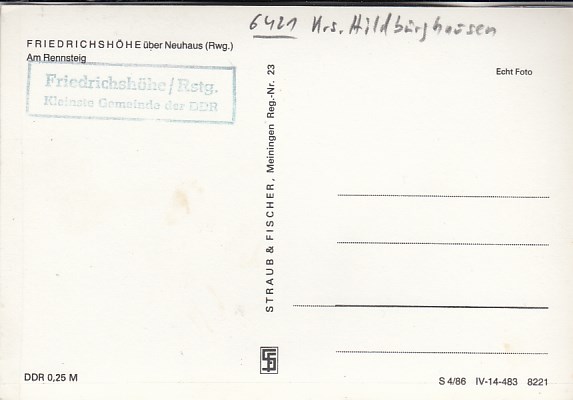 6421 Krs. Hildburghausen
FRIEDRICHSHÖHE über Neuhaus (Rwg.)
Am Rennsteig
Friedrichshöhe/Rstg.
Kleinste Gemeinde der DDR
Echt Foto
STRAUB & FISCHER, Meiningen Reg.-Nr. 23
DDR 0,25 M
S 4/86 IV-14-483 8221